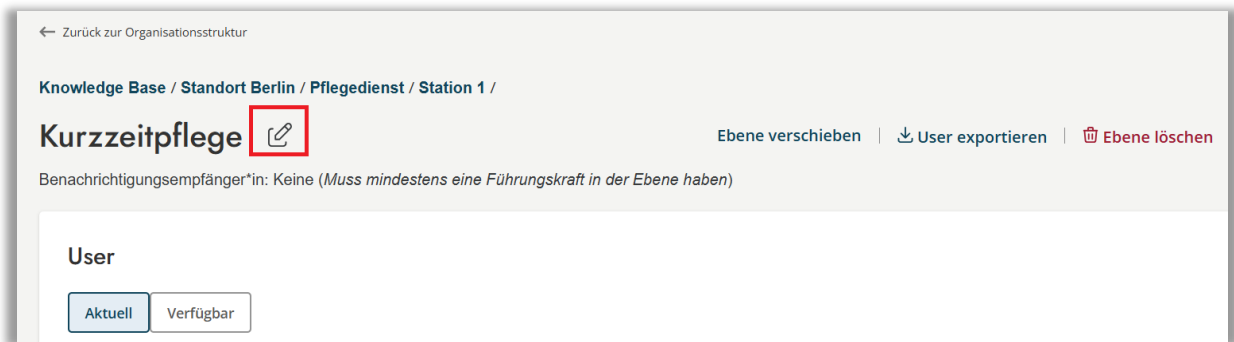 ← Zurück zur Organisationsstruktur
Knowledge Base / Standort Berlin / Pflegedienst / Station 1 /
Kurzzeitpflege
Ebene verschieben | User exportieren | Ebene löschen
Benachrichtigungsempfänger*in: Keine (Muss mindestens eine Führungskraft in der Ebene haben)
User
Aktuell Verfügbar